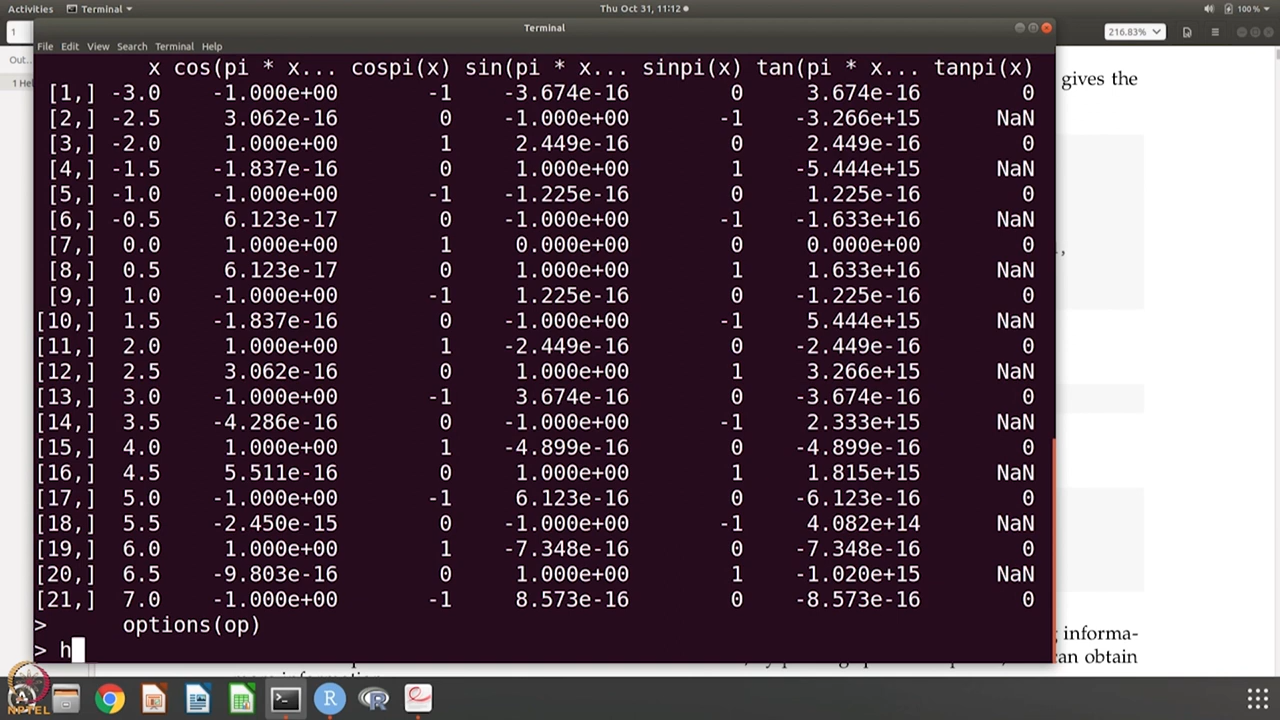 Activities Terminal Thu Oct 31, 11:12 100 %
Terminal
1 216.83%
File Edit View Search Terminal Help
Out...
1 Hel
gives the
x cos(pi * x... cospi(x) sin(pi * x... sinpi(x) tan(pi * x... tanpi(x)
[1,] -3.0 -1.000e+00 -1 -3.674e-16 0 3.674e-16 0
[2,] -2.5 3.062e-16 0 -1.000e+00 -1 -3.266e+15 NaN
[3,] -2.0 1.000e+00 1 2.449e-16 0 2.449e-16 0
[4,] -1.5 -1.837e-16 0 1.000e+00 1 -5.444e+15 NaN
[5,] -1.0 -1.000e+00 -1 -1.225e-16 0 1.225e-16 0
[6,] -0.5 6.123e-17 0 -1.000e+00 -1 -1.633e+16 NaN
[7,] 0.0 1.000e+00 1 0.000e+00 0 0.000e+00 0
[8,] 0.5 6.123e-17 0 1.000e+00 1 1.633e+16 NaN
[9,] 1.0 -1.000e+00 -1 1.225e-16 0 -1.225e-16 0
[10,] 1.5 -1.837e-16 0 -1.000e+00 -1 5.444e+15 NaN
[11,] 2.0 1.000e+00 1 -2.449e-16 0 -2.449e-16 0
[12,] 2.5 3.062e-16 0 1.000e+00 1 3.266e+15 NaN
[13,] 3.0 -1.000e+00 -1 3.674e-16 0 -3.674e-16 0
[14,] 3.5 -4.286e-16 0 -1.000e+00 -1 2.333e+15 NaN
[15,] 4.0 1.000e+00 1 -4.899e-16 0 -4.899e-16 0
[16,] 4.5 5.511e-16 0 1.000e+00 1 1.815e+15 NaN
[17,] 5.0 -1.000e+00 -1 6.123e-16 0 -6.123e-16 0
[18,] 5.5 -2.450e-15 0 -1.000e+00 -1 4.082e+14 NaN
[19,] 6.0 1.000e+00 1 -7.348e-16 0 -7.348e-16 0
[20,] 6.5 -9.803e-16 0 1.000e+00 1 -1.020e+15 NaN
[21,] 7.0 -1.000e+00 -1 8.573e-16 0 -8.573e-16 0
> options(op)
> h
informa-
an obtain
NPTEL